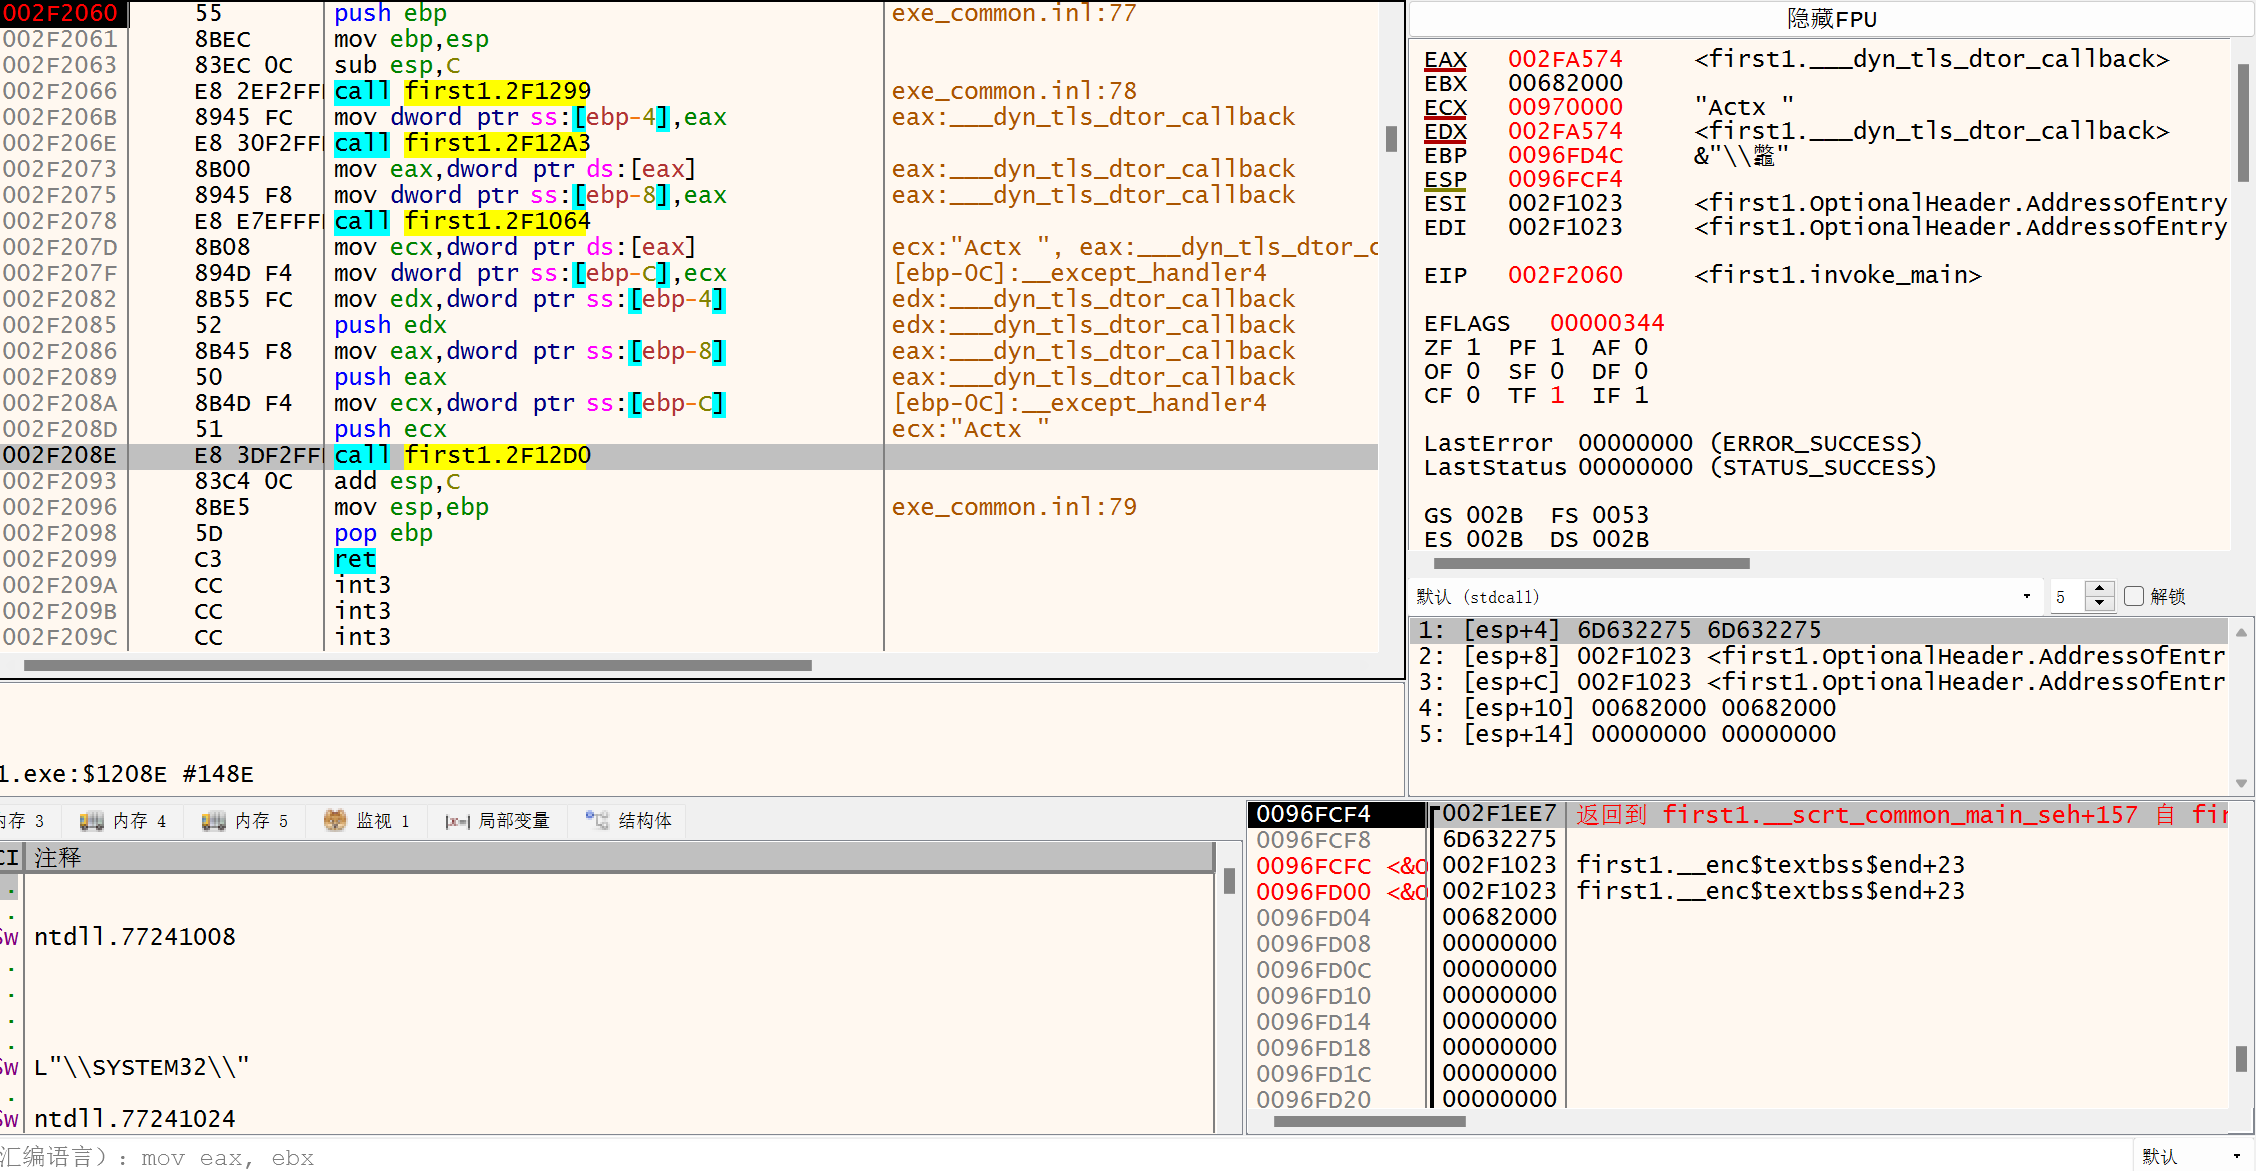 002F2060 55 push ebp exe_common.inl:77
002F2061 8BEC mov ebp,esp
002F2063 83EC 0C sub esp,C
002F2066 E8 2EF2FF call first1.2F1299 exe_common.inl:78
002F206B 8945 FC mov dword ptr ss:[ebp-4],eax eax:___dyn_tls_dtor_callback
002F206E E8 30F2FF call first1.2F12A3
002F2073 8B00 mov eax,dword ptr ds:[eax] eax:___dyn_tls_dtor_callback
002F2075 8945 F8 mov dword ptr ss:[ebp-8],eax eax:___dyn_tls_dtor_callback
002F2078 E8 E7EFFF call first1.2F1064
002F207D 8B08 mov ecx,dword ptr ds:[eax] ecx:"Actx ", eax:___dyn_tls_dtor_c
002F207F 894D F4 mov dword ptr ss:[ebp-C],ecx [ebp-0C]:__except_handler4
002F2082 8B55 FC mov edx,dword ptr ss:[ebp-4] edx:___dyn_tls_dtor_callback
002F2085 52 push edx edx:___dyn_tls_dtor_callback
002F2086 8B45 F8 mov eax,dword ptr ss:[ebp-8] eax:___dyn_tls_dtor_callback
002F2089 50 push eax eax:___dyn_tls_dtor_callback
002F208A 8B4D F4 mov ecx,dword ptr ss:[ebp-C] [ebp-0C]:__except_handler4
002F208D 51 push ecx ecx:"Actx "
002F208E E8 3DF2FF call first1.2F12D0
002F2093 83C4 0C add esp,C
002F2096 8BE5 mov esp,ebp exe_common.inl:79
002F2098 5D pop ebp
002F2099 C3 ret
002F209A CC int3
002F209B CC int3
002F209C CC int3
1.exe:$1208E #148E
隐藏FPU
EAX 002FA574 <first1.___dyn_tls_dtor_callback>
EBX 00682000
ECX 00970000 "Actx "
EDX 002FA574 <first1.___dyn_tls_dtor_callback>
EBP 0096FD4C
ESP 0096FCF4
ESI 002F1023 <first1.OptionalHeader.AddressOfEntry
EDI 002F1023 <first1.OptionalHeader.AddressOfEntry
EIP 002F2060 <first1.invoke_main>
EFLAGS 00000344
ZF 1 PF 1 AF 0
OF 0 SF 0 DF 0
CF 0 TF 1 IF 1
LastError 00000000 (ERROR_SUCCESS)
LastStatus 00000000 (STATUS_SUCCESS)
GS 002B FS 0053
ES 002B DS 002B
默认 (stdcall) 5 解锁
1: [esp+4] 6D632275 6D632275
2: [esp+8] 002F1023 <first1.OptionalHeader.AddressOfEntr
3: [esp+C] 002F1023 <first1.OptionalHeader.AddressOfEntr
4: [esp+10] 00682000 00682000
5: [esp+14] 00000000 00000000
内存 3 内存 4 内存 5 监视 1 |x=| 局部变量 结构体
CI 注释
ntdll.77241008
L"\\SYSTEM32\\"
ntdll.77241024
0096FCF4 002F1EE7 返回到 first1.__scrt_common_main_seh+157 自 fir
0096FCF8 6D632275
0096FCFC <&O 002F1023 first1.__enc$textbss$end+23
0096FD00 <&O 002F1023 first1.__enc$textbss$end+23
0096FD04 00682000
0096FD08 00000000
0096FD0C 00000000
0096FD10 00000000
0096FD14 00000000
0096FD18 00000000
0096FD1C 00000000
0096FD20 00000000
汇编语言）: mov eax, ebx
默认